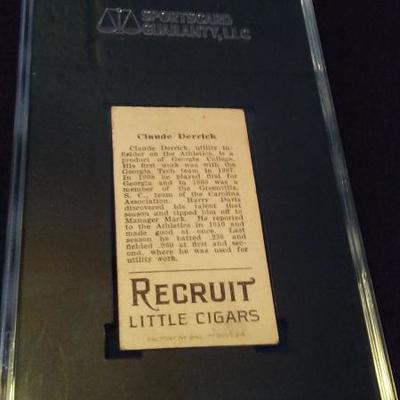 SPORTSCARD
GUARANTY, LLC
Claude Derrick
Claude Derrick, utility in-
fielder on the Athletics, is a
product of Georgia College.
His first work was with the
Georgia Tech team in 1907.
In 1908 he played first for
Georgia and in 1909 was a
member of the Greenville,
S. C., team of the Carolina
Association. Harry Davis
discovered his talent that
season and tipped him off to
Manager Mack. He reported
to the Athletics in 1910 and
made good at once. Last
season he batted .230 and
fielded .960 at first and sec-
ond, where he was used for
utility work.
RECRUIT
LITTLE CIGARS
FACTORY Nº